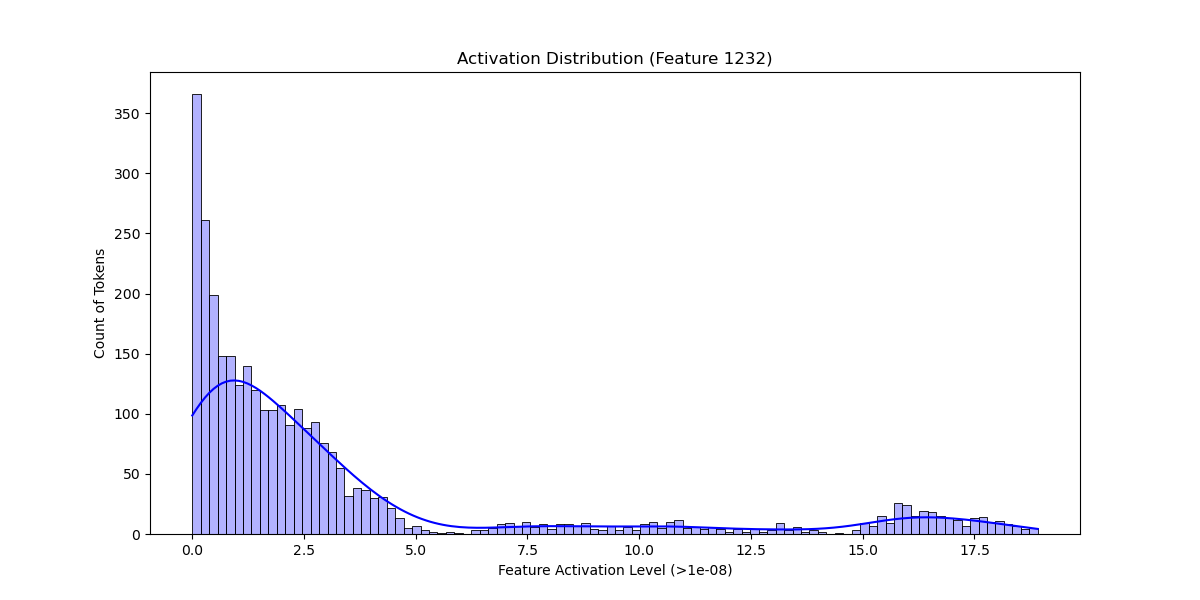 Activation Distribution (Feature 1232)
350
300
250
200
150
100
50
0
Count of Tokens
0.0 2.5 5.0 7.5 10.0 12.5 15.0 17.5
Feature Activation Level (>1e-08)